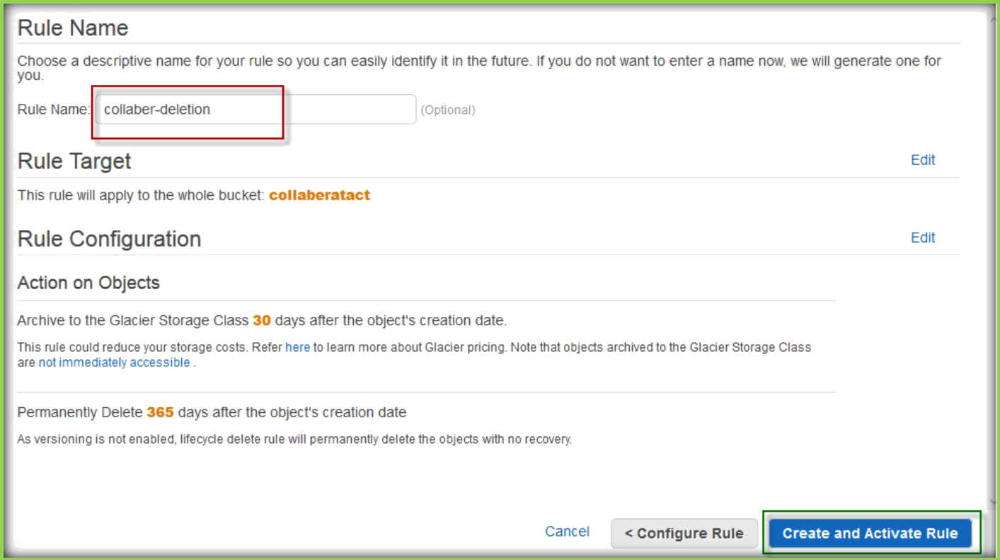 Rule Name
Choose a descriptive name for your rule so you can easily identify it in the future. If you do not want to enter a name now, we will generate one for
you.
Rule Name: collaber-deletion (Optional)
Rule Target Edit
This rule will apply to the whole bucket: collaberatact
Rule Configuration Edit
Action on Objects
Archive to the Glacier Storage Class 30 days after the object's creation date.
This rule could reduce your storage costs. Refer here to learn more about Glacier pricing. Note that objects archived to the Glacier Storage Class
are not immediately accessible .
Permanently Delete 365 days after the object's creation date
As versioning is not enabled, lifecycle delete rule will permanently delete the objects with no recovery.
Cancel < Configure Rule Create and Activate Rule